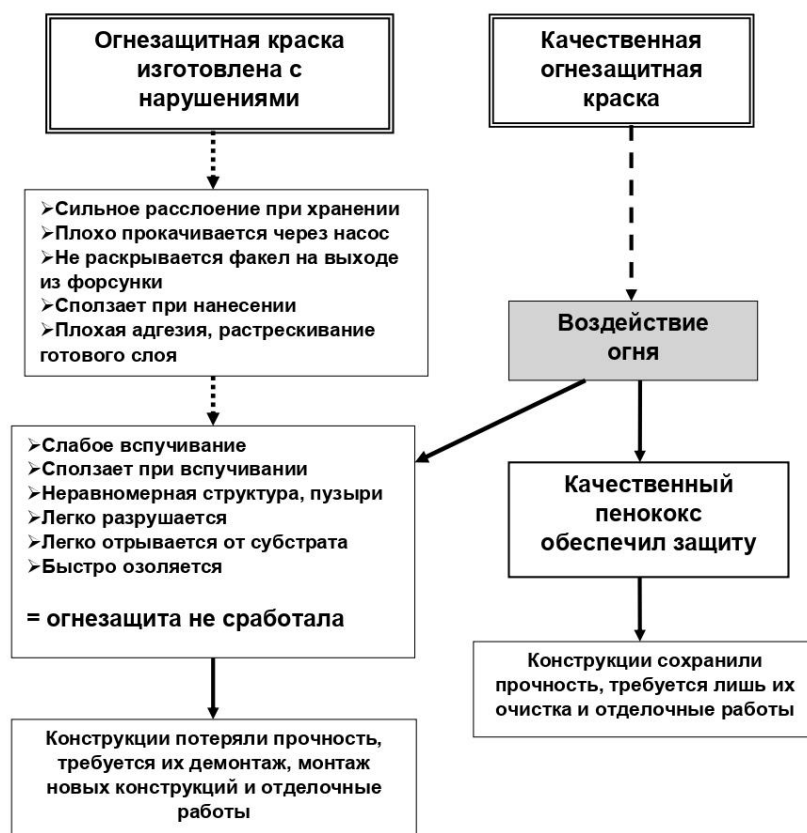 Огнезащитная краска
изготовлена с
нарушениями
Качественная
огнезащитная
краска
➢Сильное расслоение при хранении
➢Плохо прокачивается через насос
➢Не раскрывается факел на выходе
из форсунки
➢Сползает при нанесении
➢Плохая адгезия, растрескивание
готового слоя
Воздействие
огня
➢Слабое вспучивание
➢Сползает при вспучивании
➢Неравномерная структура, пузыри
➢Легко разрушается
➢Легко отрывается от субстрата
➢Быстро озоляется
= огнезащита не сработала
Качественный
пенококс
обеспечил защиту
Конструкции сохранили
прочность, требуется лишь их
очистка и отделочные работы
Конструкции потеряли прочность,
требуется их демонтаж, монтаж
новых конструкций и отделочные
работы